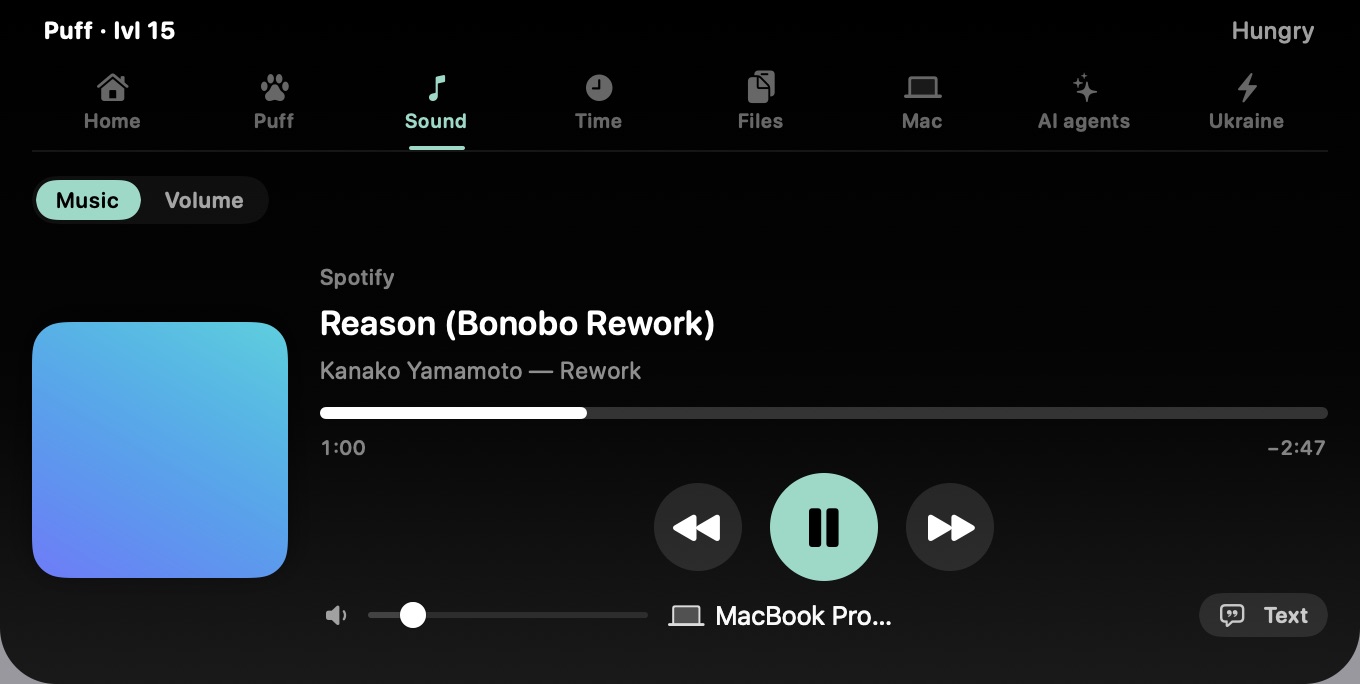 Puff · lvl 15
Hungry
Home
Puff
Sound
Time
Files
Mac
AI agents
Ukraine
Music
Volume
Spotify
Reason (Bonobo Rework)
Kanako Yamamoto — Rework
1:00
−2:47
MacBook Pro...
Text